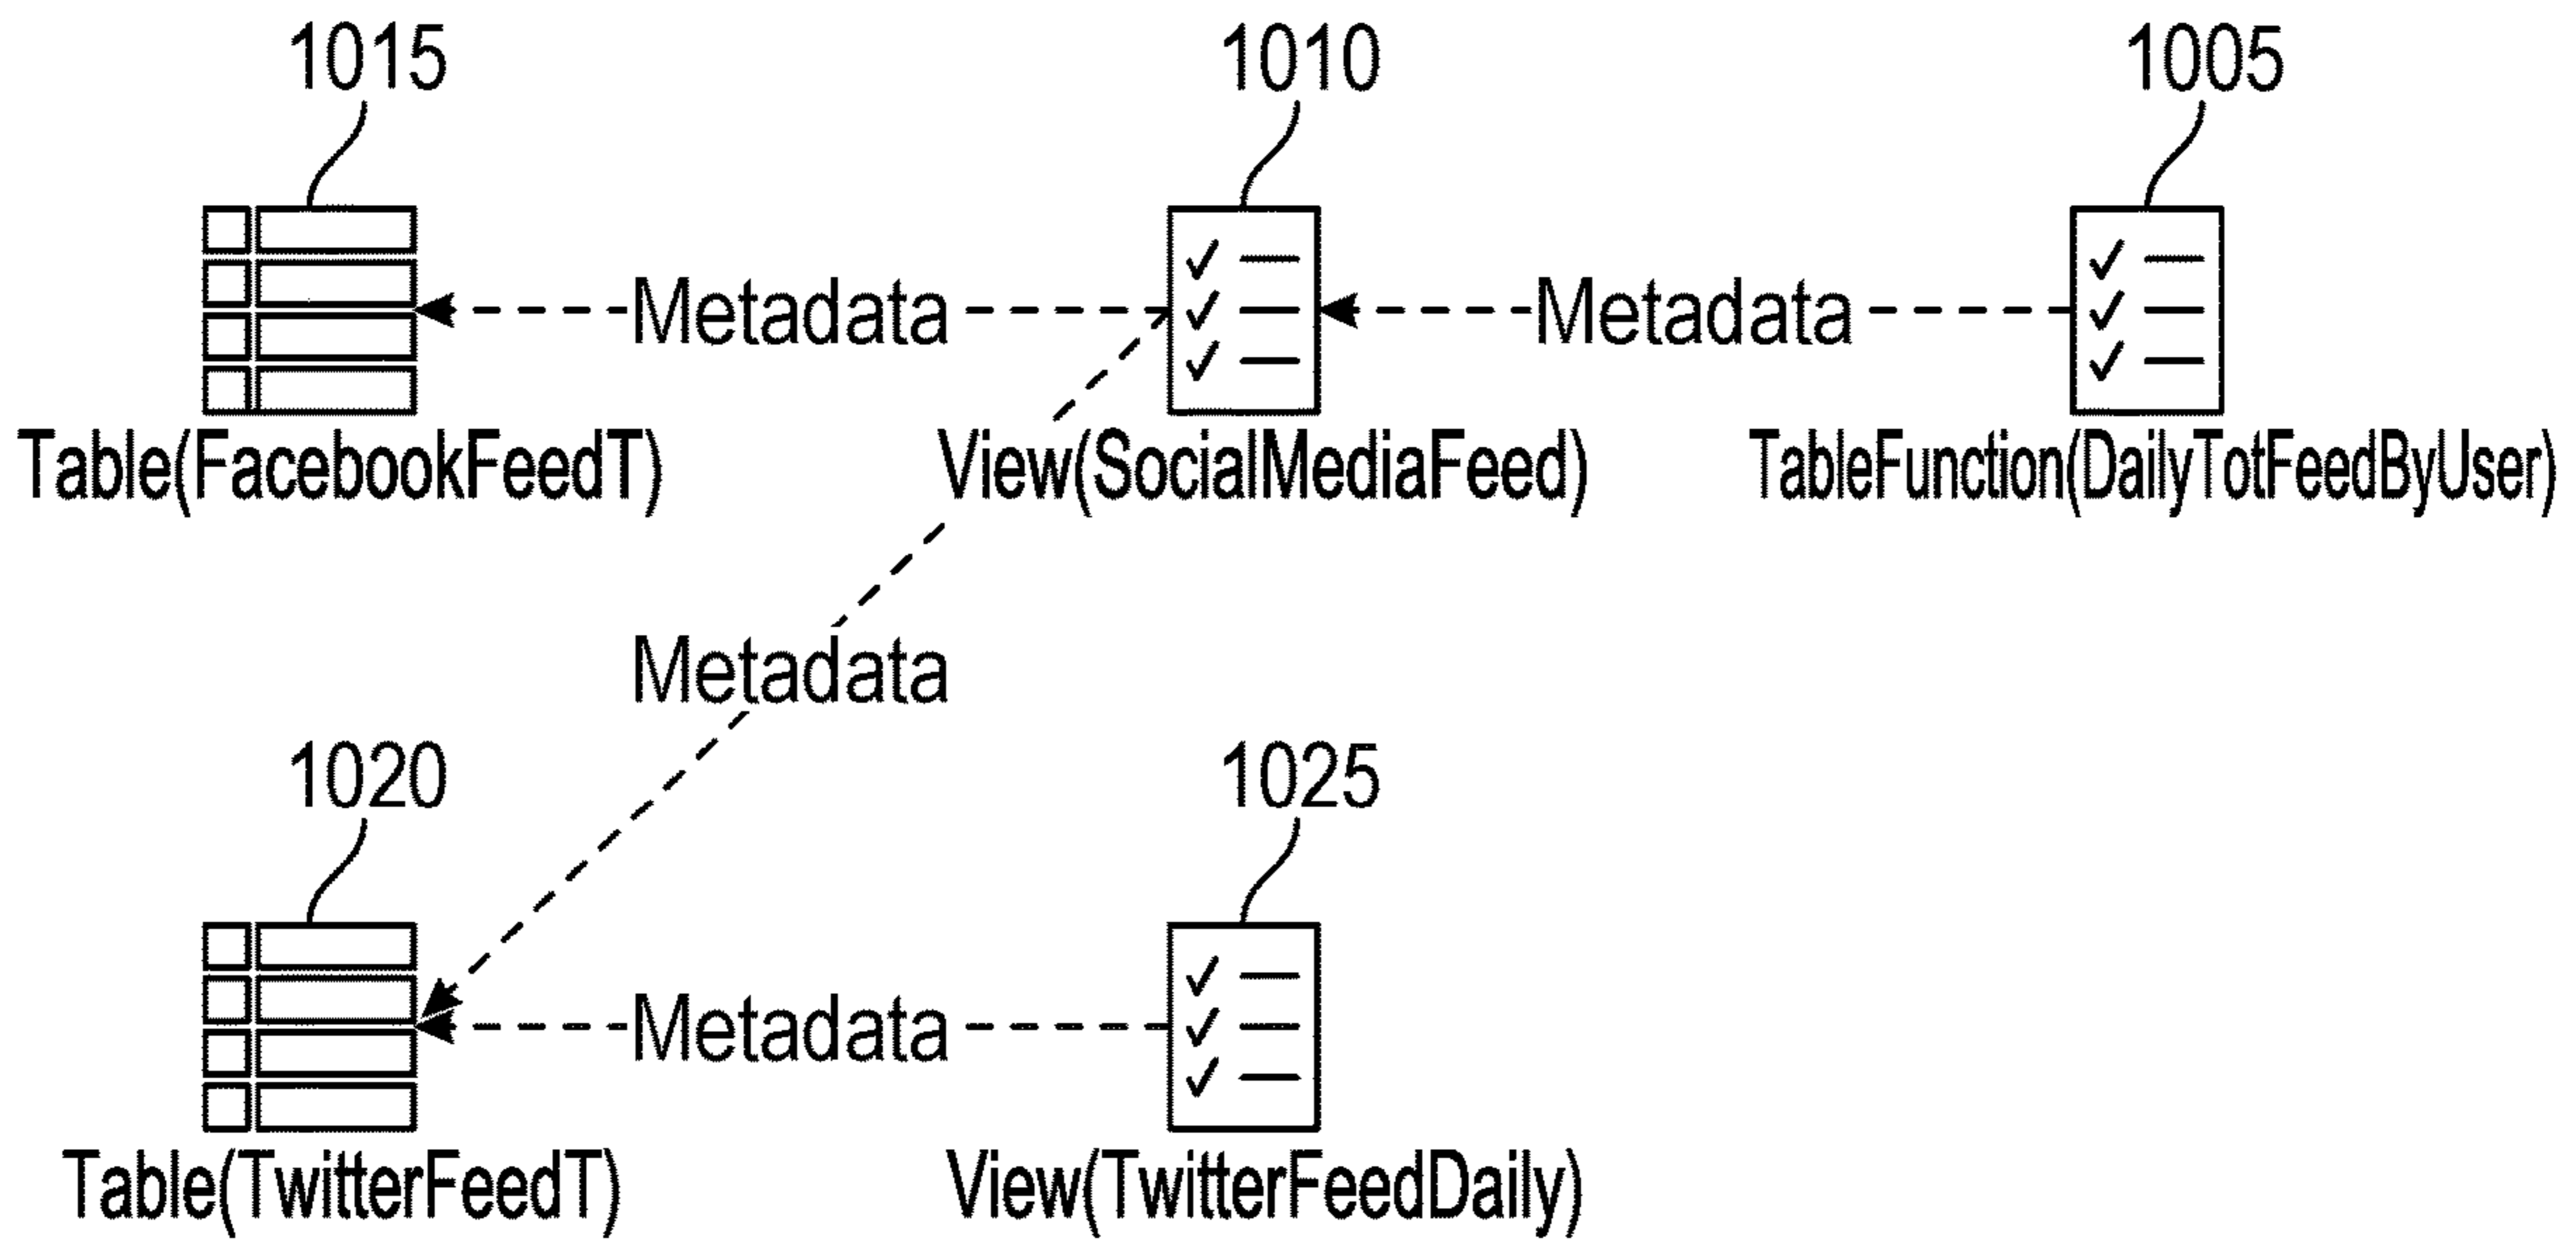 1015 1010 1005
Metadata Metadata
Table(FacebookFeedT) View(SocialMediaFeed) TableFunction(DailyTotFeedByUser)
Metadata
1020 1025
Metadata
Table(TwitterFeedT) View(TwitterFeedDaily)